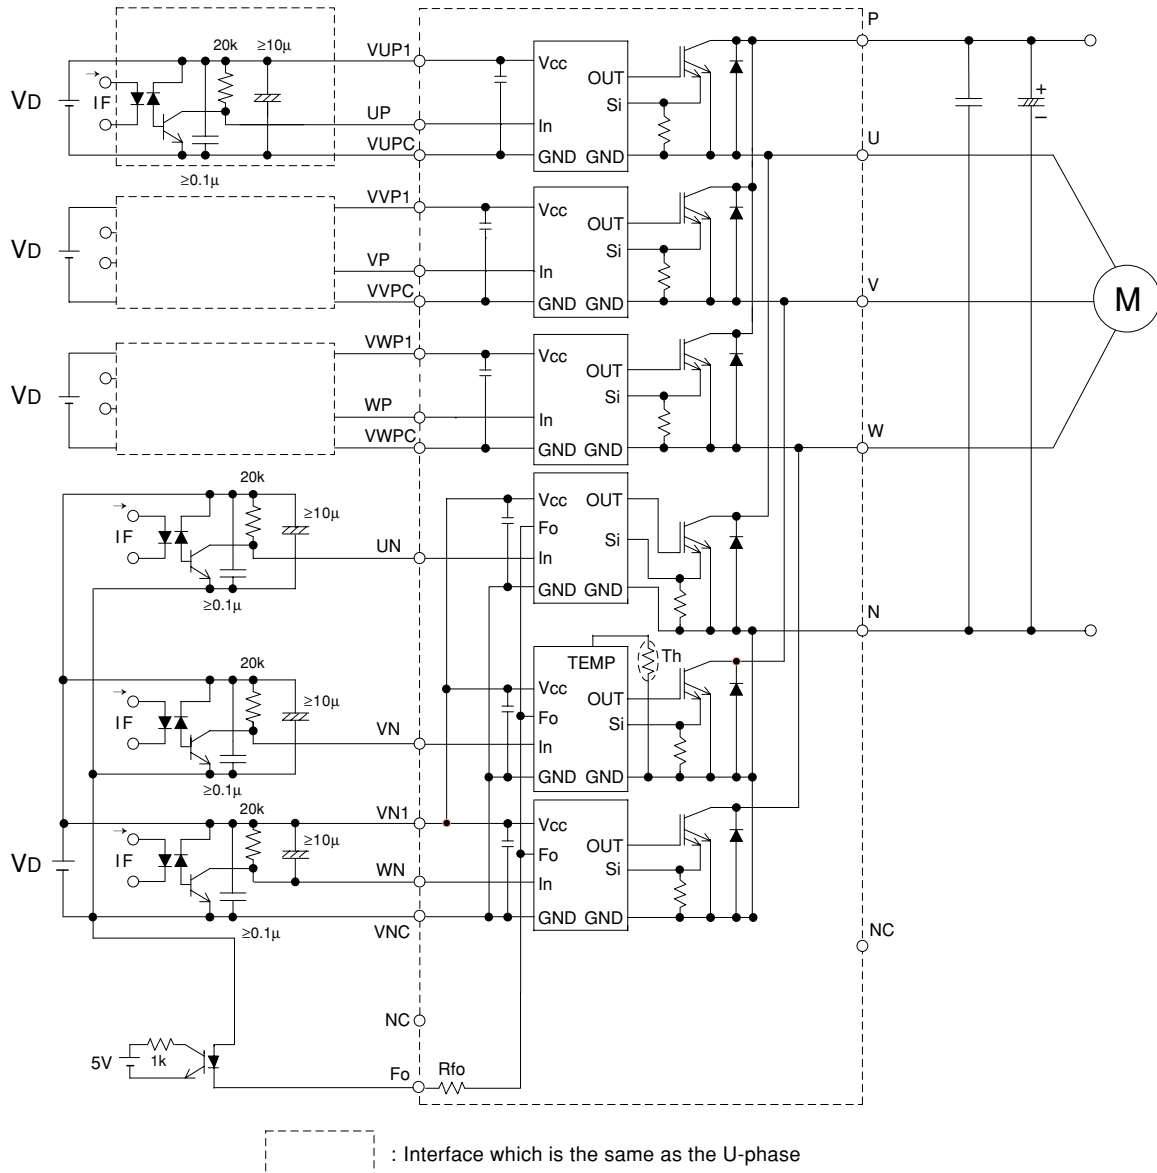 P
20k
≥10μ
VUP1
Vcc
OUT
Si
In
GND GND
VD
IF
UP
VUPC
≥0.1μ
+
–
U
VVP1
Vcc
OUT
Si
In
GND GND
VD
VP
VVPC
V
M
VWP1
Vcc
OUT
Si
In
GND GND
VD
WP
VWPC
W
20k
≥10μ
IF
UN
≥0.1μ
Vcc OUT
Fo
Si
In
GND GND
N
TEMP
Th
Vcc
OUT
Fo
Si
In
GND GND
20k
≥10μ
IF
VN
≥0.1μ
20k
VN1
≥10μ
VD
IF
WN
VNC
≥0.1μ
Vcc
OUT
Fo
Si
In
GND GND
NC
NC
5V
1k
Fo
Rfo
: Interface which is the same as the U-phase